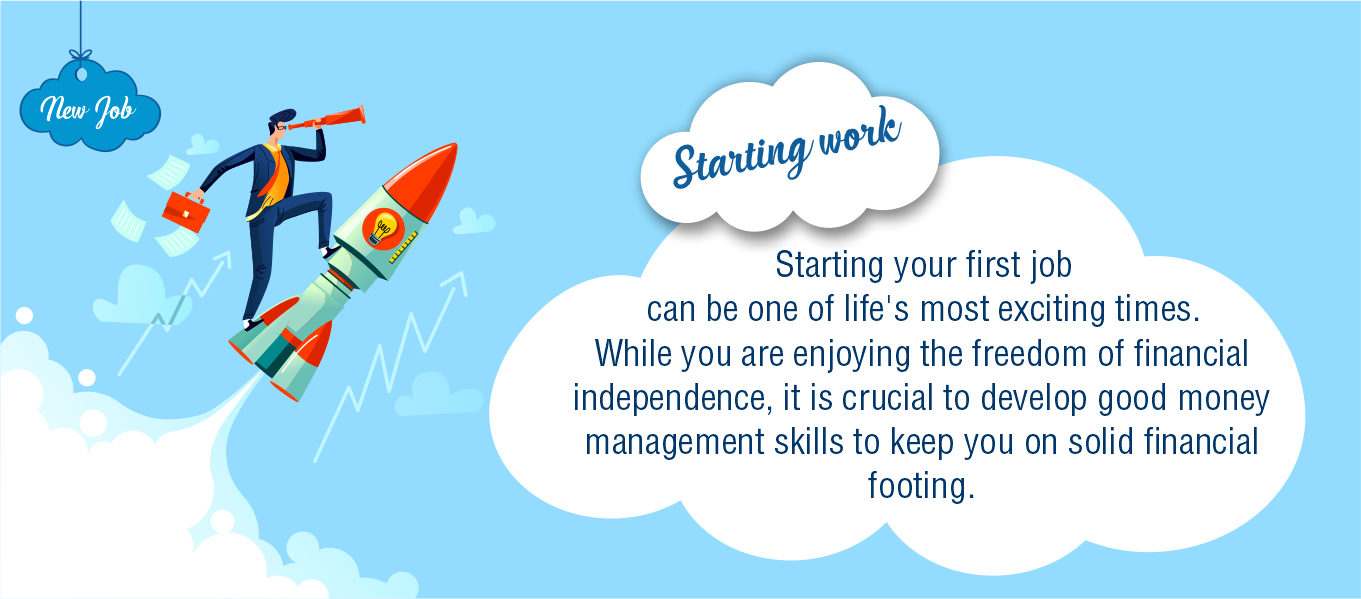 New Job
Starting work
Starting your first job
can be one of life's most exciting times.
While you are enjoying the freedom of financial
independence, it is crucial to develop good money
management skills to keep you on solid financial
footing.